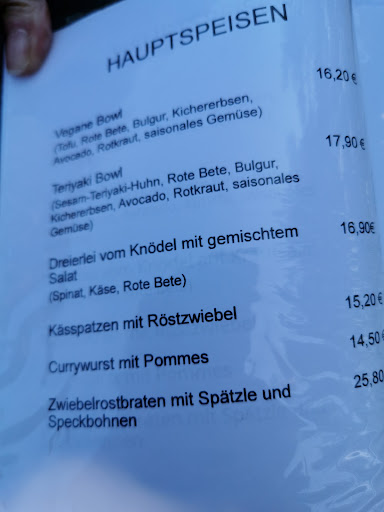 HAUPTSPEISEN
Vegane Bowl 16,20€
(Tofu, Rote Bete, Bulgur, Kichererbsen,
Avocado, Rotkraut, saisonales Gemüse)
Teriyaki Bowl 17,90€
(Sesam-Teriyaki-Huhn, Rote Bete, Bulgur,
Kichererbsen, Avocado, Rotkraut, saisonales
Gemüse)
Dreierlei vom Knödel mit gemischtem 16,90€
Salat
(Spinat, Käse, Rote Bete)
Kässpatzen mit Röstzwiebel 15,20€
Currywurst mit Pommes 14,50€
Zwiebelrostbraten mit Spätzle und 25,80
Speckbohnen